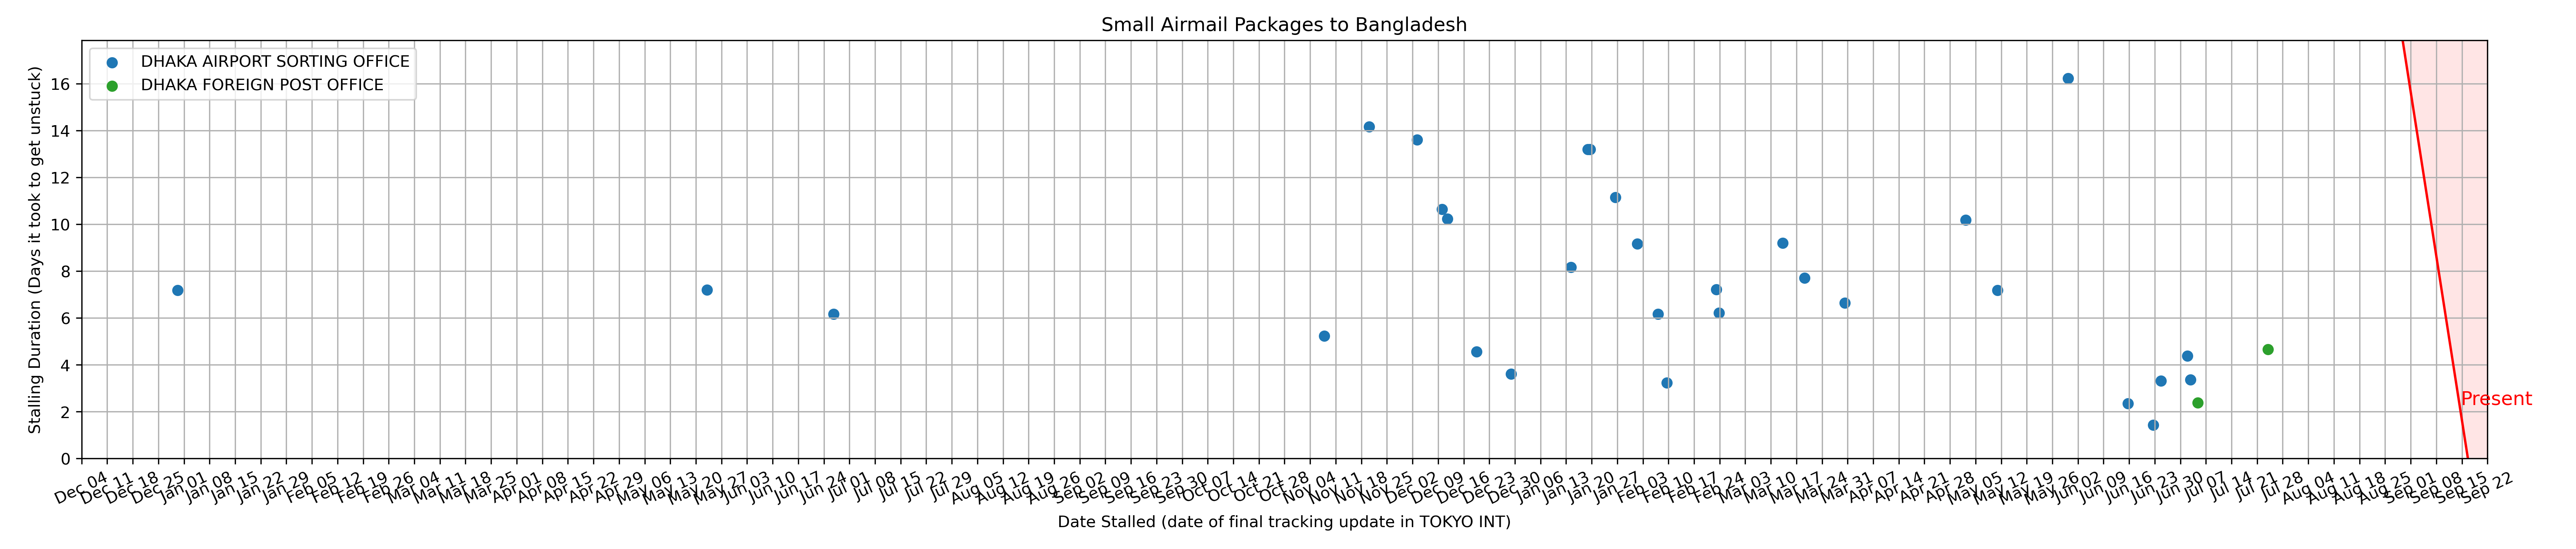 Small Airmail Packages to Bangladesh
DHAKA AIRPORT SORTING OFFICE
DHAKA FOREIGN POST OFFICE
Stalling Duration (Days it took to get unstuck)
16
14
12
10
8
6
4
2
0
Present
Dec 04 Dec 11 Dec 18 Dec 25 Jan 01 Jan 08 Jan 15 Jan 22 Jan 29 Feb 05 Feb 12 Feb 19 Feb 26 Mar 04 Mar 11 Mar 18 Mar 25 Apr 01 Apr 08 Apr 15 Apr 22 Apr 29 May 06 May 13 May 20 May 27 Jun 03 Jun 10 Jun 17 Jun 24 Jul 01 Jul 08 Jul 15 Jul 22 Jul 29 Aug 05 Aug 12 Aug 19 Aug 26 Sep 02 Sep 09 Sep 16 Sep 23 Sep 30 Oct 07 Oct 14 Oct 21 Oct 28 Nov 04 Nov 11 Nov 18 Nov 25 Dec 02 Dec 09 Dec 16 Dec 23 Dec 30 Jan 06 Jan 13 Jan 20 Jan 27 Feb 03 Feb 10 Feb 17 Feb 24 Mar 03 Mar 10 Mar 17 Mar 24 Mar 31 Apr 07 Apr 14 Apr 21 Apr 28 May 05 May 12 May 19 May 26 Jun 02 Jun 09 Jun 16 Jun 23 Jun 30 Jul 07 Jul 14 Jul 21 Jul 28 Aug 04 Aug 11 Aug 18 Aug 25 Sep 01 Sep 08 Sep 15 Sep 22
Date Stalled (date of final tracking update in TOKYO INT)